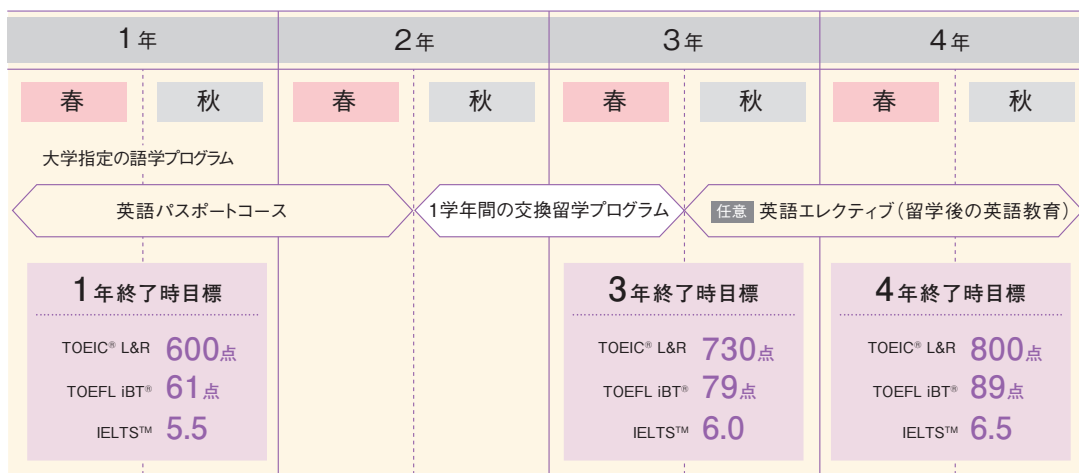 1年 2年 3年 4年
春 秋 春 秋 春 秋 春 秋
大学指定の語学プログラム
英語パスポートコース 1学年間の交換留学プログラム 任意 英語エレクティブ(留学後の英語教育)
1年終了時目標
TOEIC® L&R 600点
TOEFL iBT® 61点
IELTS™ 5.5
3年終了時目標
TOEIC® L&R 730点
TOEFL iBT® 79点
IELTS™ 6.0
4年終了時目標
TOEIC® L&R 800点
TOEFL iBT® 89点
IELTS™ 6.5